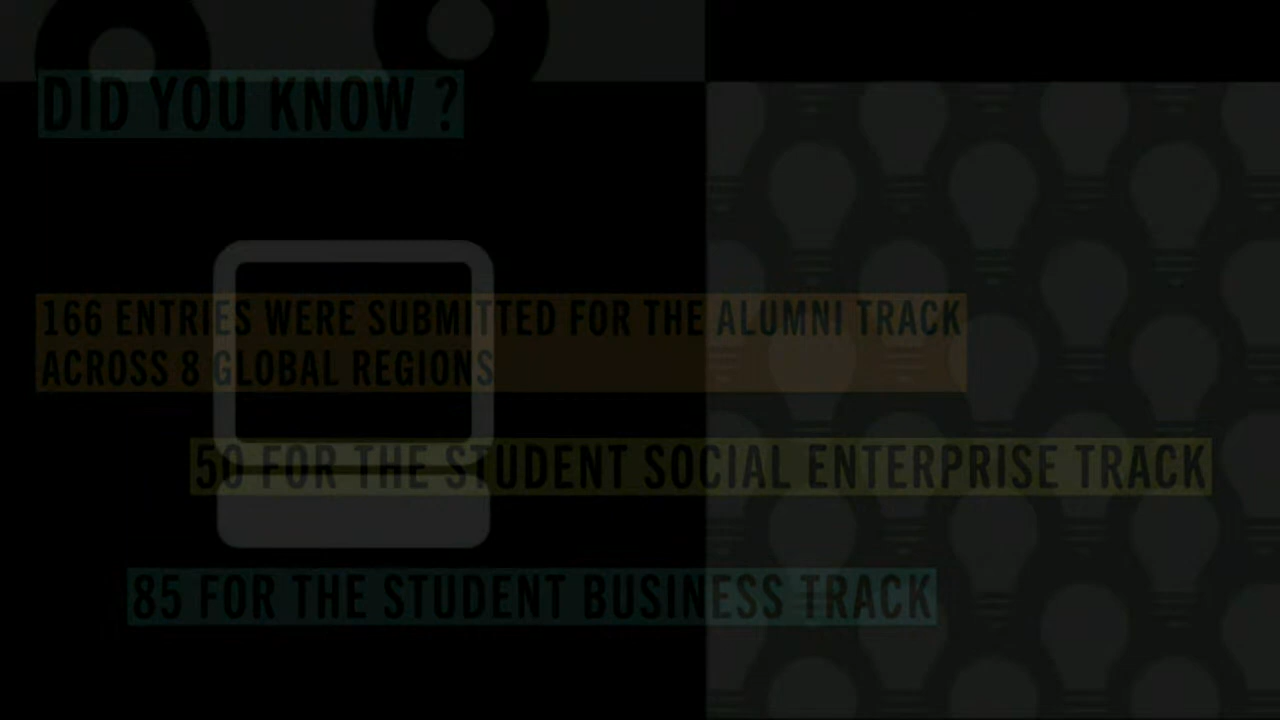 DID YOU KNOW ?
166 ENTRIES WERE SUBMITTED FOR THE ALUMNI TRACK
ACROSS 8 GLOBAL REGIONS
50 FOR THE STUDENT SOCIAL ENTERPRISE TRACK
85 FOR THE STUDENT BUSINESS TRACK